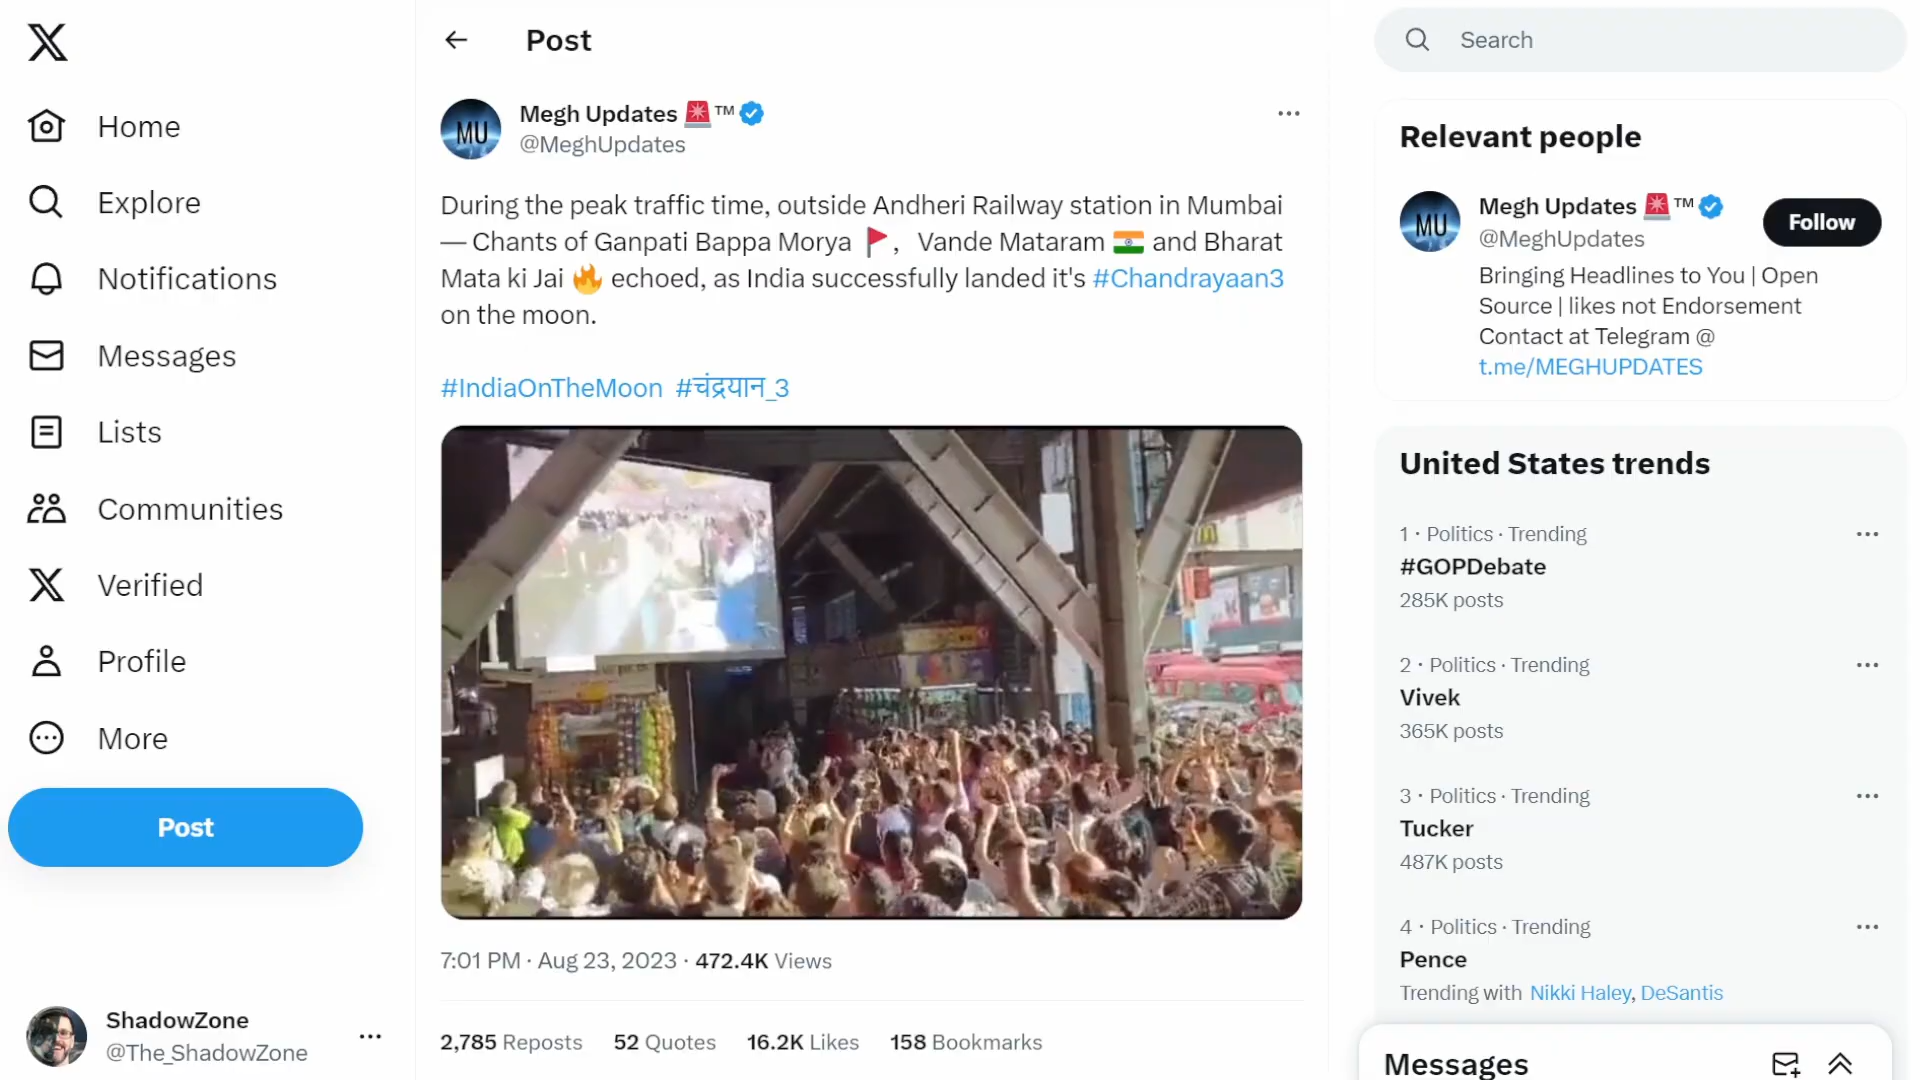 Home
Explore
Notifications
Messages
Lists
Communities
Verified
Profile
More
Post
ShadowZone
@The_ShadowZone
Post
MU
Megh Updates 🚨™
@MeghUpdates
During the peak traffic time, outside Andheri Railway station in Mumbai
— Chants of Ganpati Bappa Morya 🚩, Vande Mataram 🇮🇳 and Bharat
Mata ki Jai 🔥 echoed, as India successfully landed it's #Chandrayaan3
on the moon.
#IndiaOnTheMoon #चंद्रयान_3
7:01 PM · Aug 23, 2023 · 472.4K Views
2,785 Reposts 52 Quotes 16.2K Likes 158 Bookmarks
Search
Relevant people
MU
Megh Updates 🚨™
@MeghUpdates
Follow
Bringing Headlines to You | Open
Source | likes not Endorsement
Contact at Telegram @
t.me/MEGHUPDATES
United States trends
1 · Politics · Trending
#GOPDebate
285K posts
2 · Politics · Trending
Vivek
365K posts
3 · Politics · Trending
Tucker
487K posts
4 · Politics · Trending
Pence
Trending with Nikki Haley, DeSantis
Messages